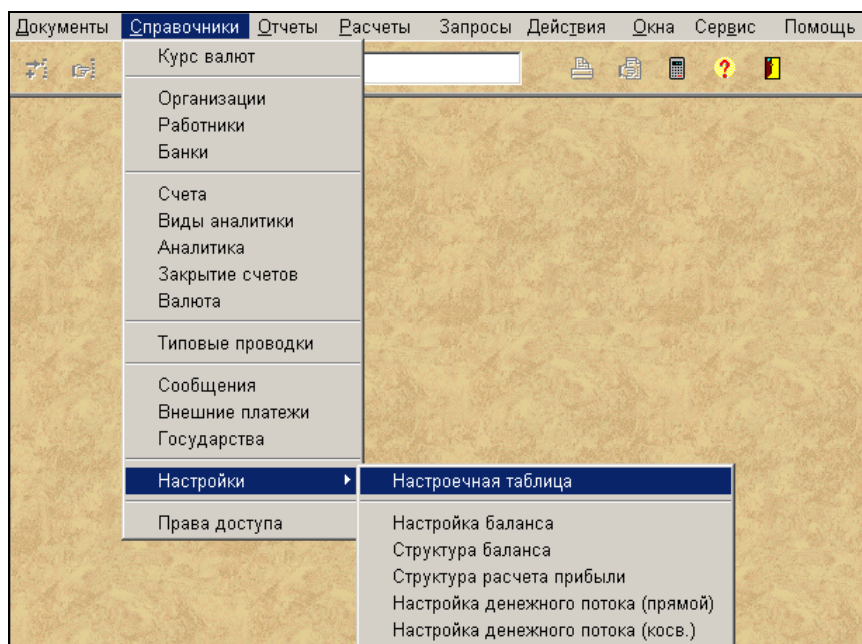 Документы Справочники Отчеты Расчеты Запросы Действия Окна Сервис Помощь
Курс валют
Организации
Работники
Банки
Счета
Виды аналитики
Аналитика
Закрытие счетов
Валюта
Типовые проводки
Сообщения
Внешние платежи
Государства
Настройки
Настроечная таблица
Права доступа
Настройка баланса
Структура баланса
Структура расчета прибыли
Настройка денежного потока (прямой)
Настройка денежного потока (косв.)